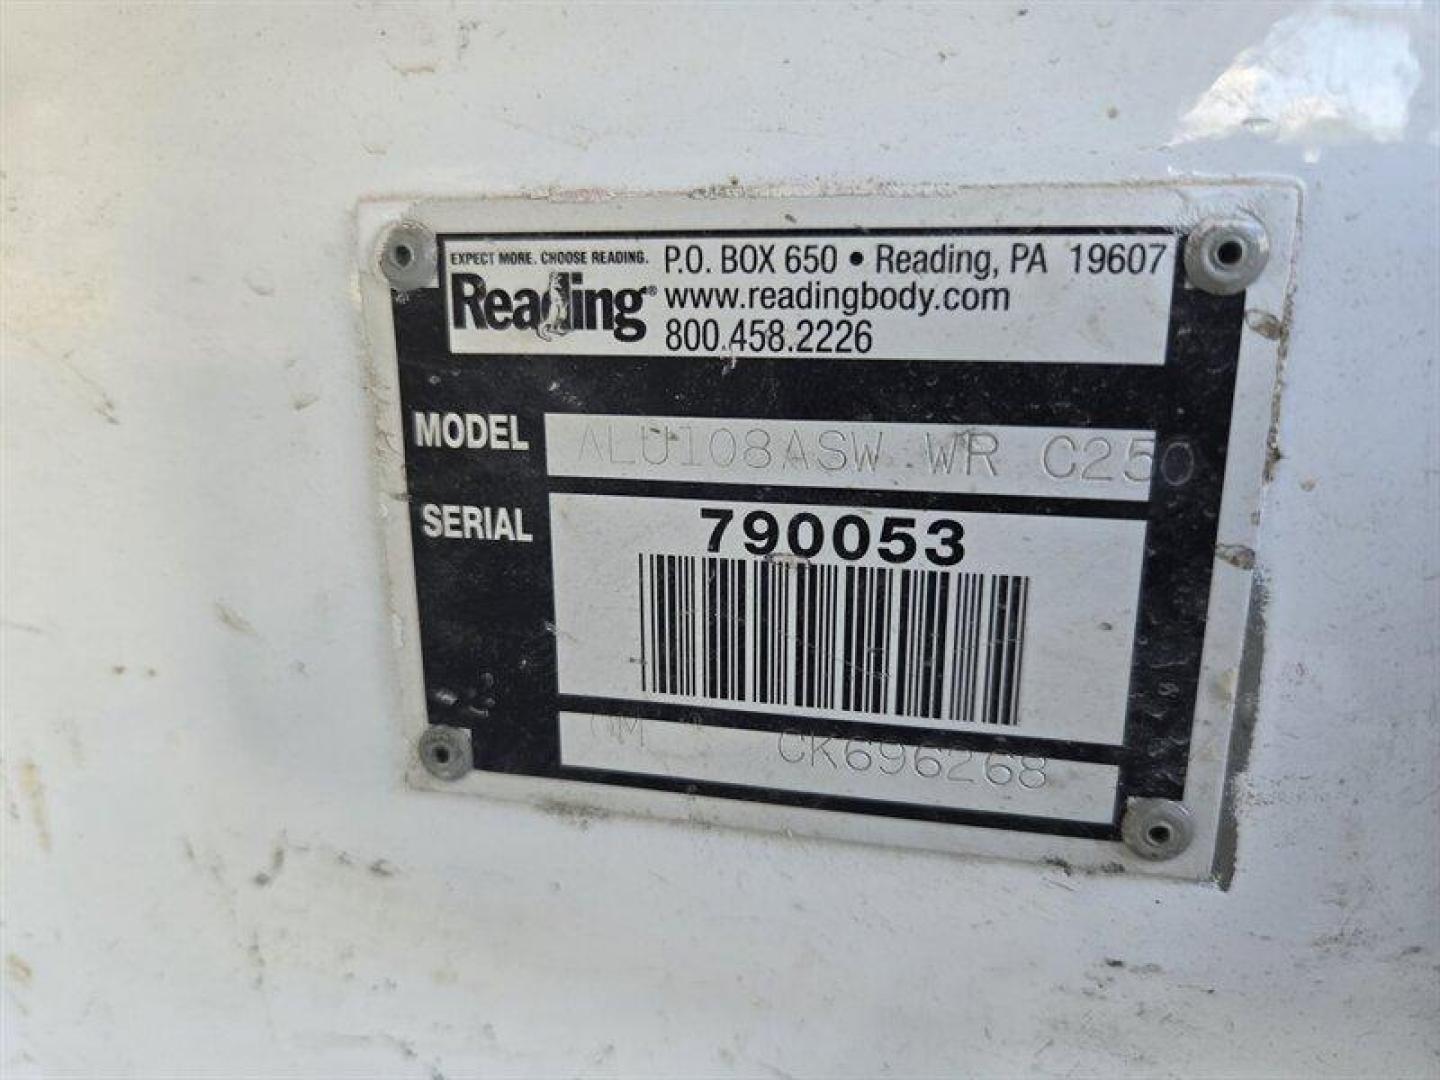 EXPECT MORE. CHOOSE READING. P.O. BOX 650 • Reading, PA 19607
Reading® www.readingbody.com
800.458.2226
MODEL ALU108ASW WR C250
SERIAL 790053
GM CK696268